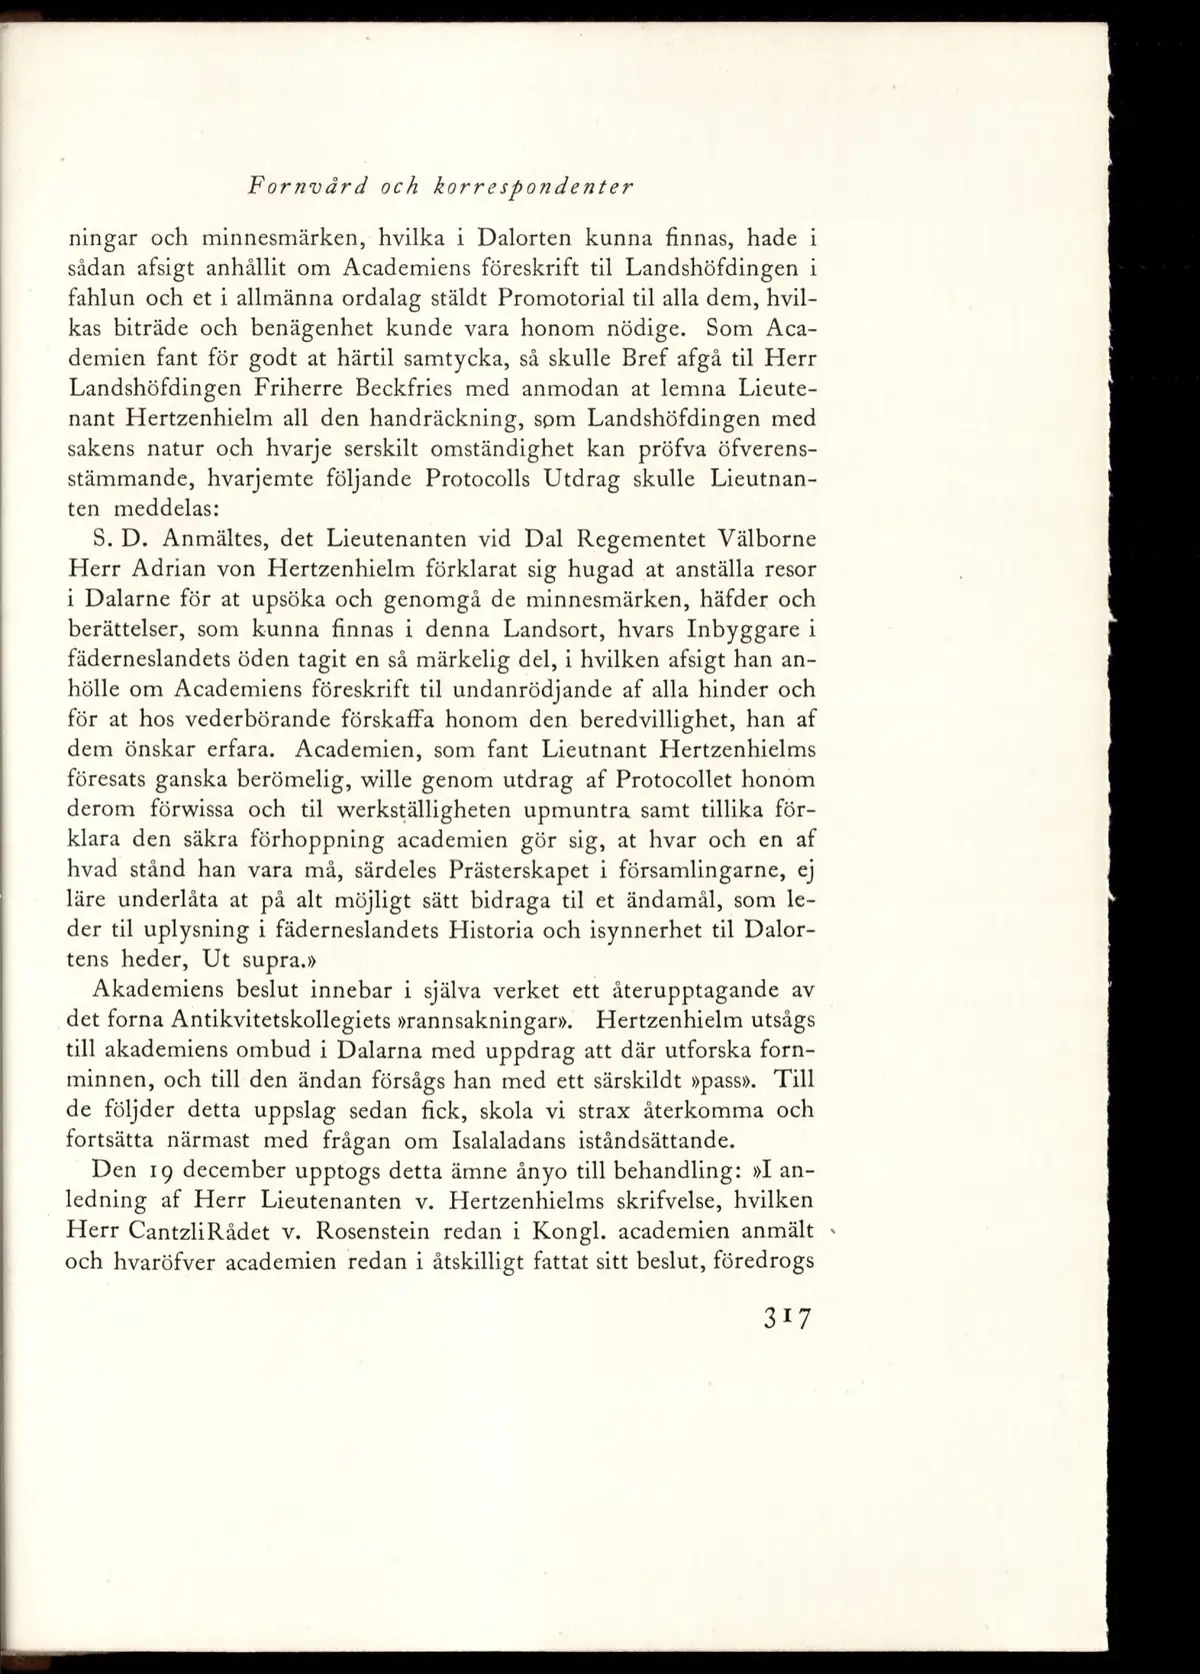 Fornvård och korrespondenter
ningar och minnesmärken, hvilka i Dalorten kunna finnas, hade i
sådan afsigt anhållit om Academiens föreskrift til Landshöfdingen i
fahlun och et i allmänna ordalag stäldt Promotorial til alla dem, hvil-
kas biträde och benägenhet kunde vara honom nödige. Som Aca-
demien fant för godt at härtil samtycka, så skulle Bref afgå til Herr
Landshöfdingen Friherre Beckfries med anmodan at lemna Lieute-
nant Hertzenhielm all den handräckning, som Landshöfdingen med
sakens natur och hvarje serskilt omständighet kan pröfva öfverens-
stämmande, hvarjemte följande Protocolls Utdrag skulle Lieutnan-
ten meddelas:
S. D. Anmältes, det Lieutenanten vid Dal Regementet Välborne
Herr Adrian von Hertzenhielm förklarat sig hugad at anställa resor
i Dalarne för at upsöka och genomgå de minnesmärken, häfder och
berättelser, som kunna finnas i denna Landsort, hvars Inbyggare i
fäderneslandets öden tagit en så märkelig del, i hvilken afsigt han an-
hölle om Academiens föreskrift til undanrödjande af alla hinder och
för at hos vederbörande förskaffa honom den beredvillighet, han af
dem önskar erfara. Academien, som fant Lieutnant Hertzenhielms
föresats ganska berömelig, wille genom utdrag af Protocollet honom
derom förwissa och til werkställigheten upmuntra samt tillika för-
klara den säkra förhoppning academien gör sig, at hvar och en af
hvad stånd han vara må, särdeles Prästerskapet i församlingarne, ej
läre underlåta at på alt möjligt sätt bidraga til et ändamål, som le-
der til uplysning i fäderneslandets Historia och isynnerhet til Dalor-
tens heder, Ut supra.»
Akademiens beslut innebar i själva verket ett återupptagande av
det forna Antikvitetskollegiets »rannsakningar». Hertzenhielm utsågs
till akademiens ombud i Dalarna med uppdrag att där utforska forn-
minnen, och till den ändan försågs han med ett särskildt »pass». Till
de följder detta uppslag sedan fick, skola vi strax återkomma och
fortsätta närmast med frågan om Isalaladans iståndsättande.
Den 19 december upptogs detta ämne ånyo till behandling: »I an-
ledning af Herr Lieutenanten v. Hertzenhielms skrifvelse, hvilken
Herr CantzliRådet v. Rosenstein redan i Kongl. academien anmält
och hvaröfver academien redan i åtskilligt fattat sitt beslut, föredrogs
317